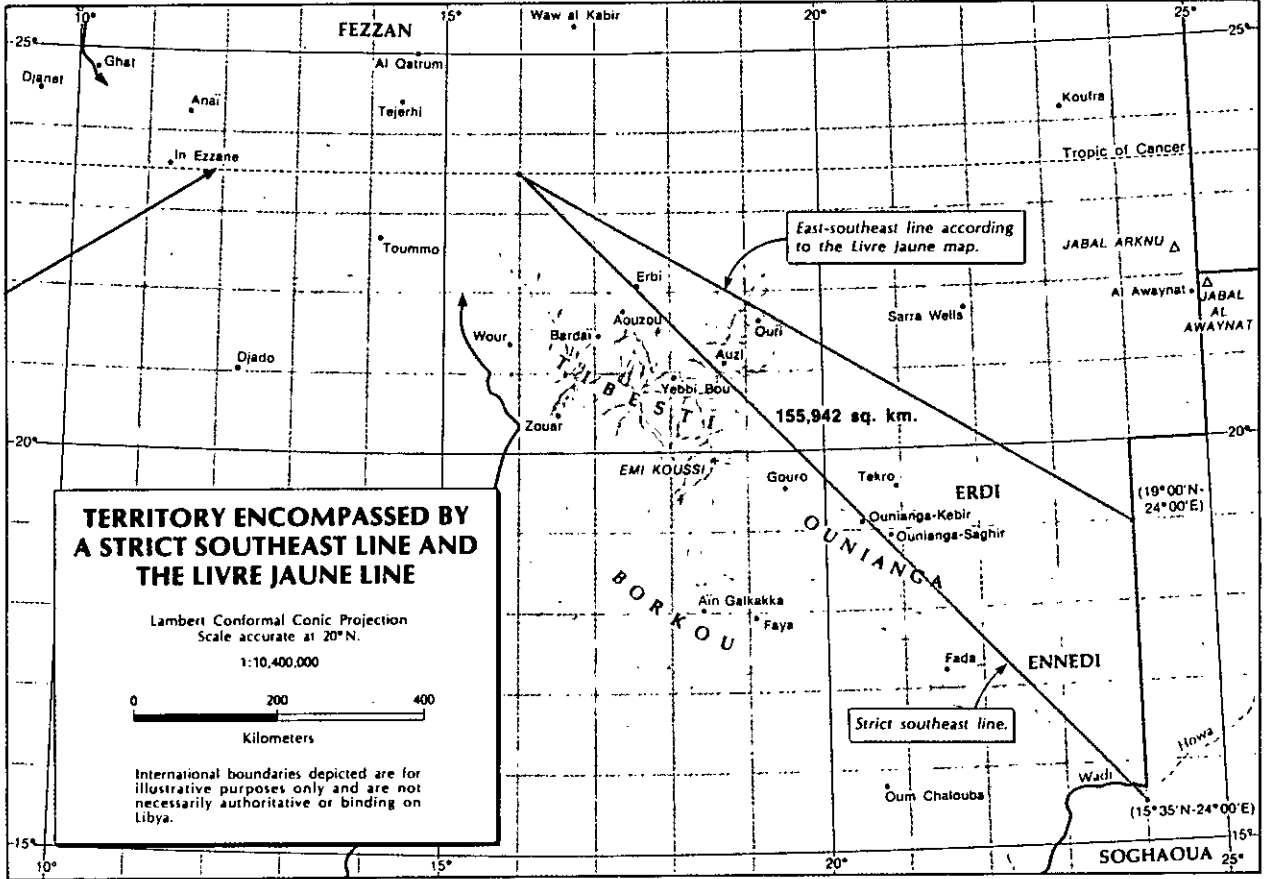 10°
15°
20°
25°
Waw al Kabir
FEZZAN
25°
25°
Ghat
Al Qatrum
Djanet
Anaï
Tejerhi
Koufra
In Ezzane
Tropic of Cancer
East-southeast line according
to the Livre Jaune map.
Toummo
JABAL ARKNU
Erbi
Al Awaynat
JABAL
AL
AWAYNAT
Aouzou
Sarra Wells
Wour
Bardaï
Ouri
Auzi
Djado
Yebbi Bou
TIBESTI
155,942 sq. km.
Zouar
20°
20°
EMI KOUSSI
Gouro
Tekro
ERDI
(19°00'N-
24°00'E)
Ounianga-Kebir
Ounianga-Saghir
OUNIANGA
TERRITORY ENCOMPASSED BY
A STRICT SOUTHEAST LINE AND
THE LIVRE JAUNE LINE
Lambert Conformal Conic Projection
Scale accurate at 20°N.
1:10,400,000
0 200 400
Kilometers
International boundaries depicted are for
illustrative purposes only and are not
necessarily authoritative or binding on
Libya.
BORKOU
Aïn Galkakka
Faya
Fada
ENNEDI
Strict southeast line.
Howa
Wadi
Oum Chalouba
(15°35'N-24°00'E)
15°
15°
SOGHAOUA
10°
15°
20°
25°